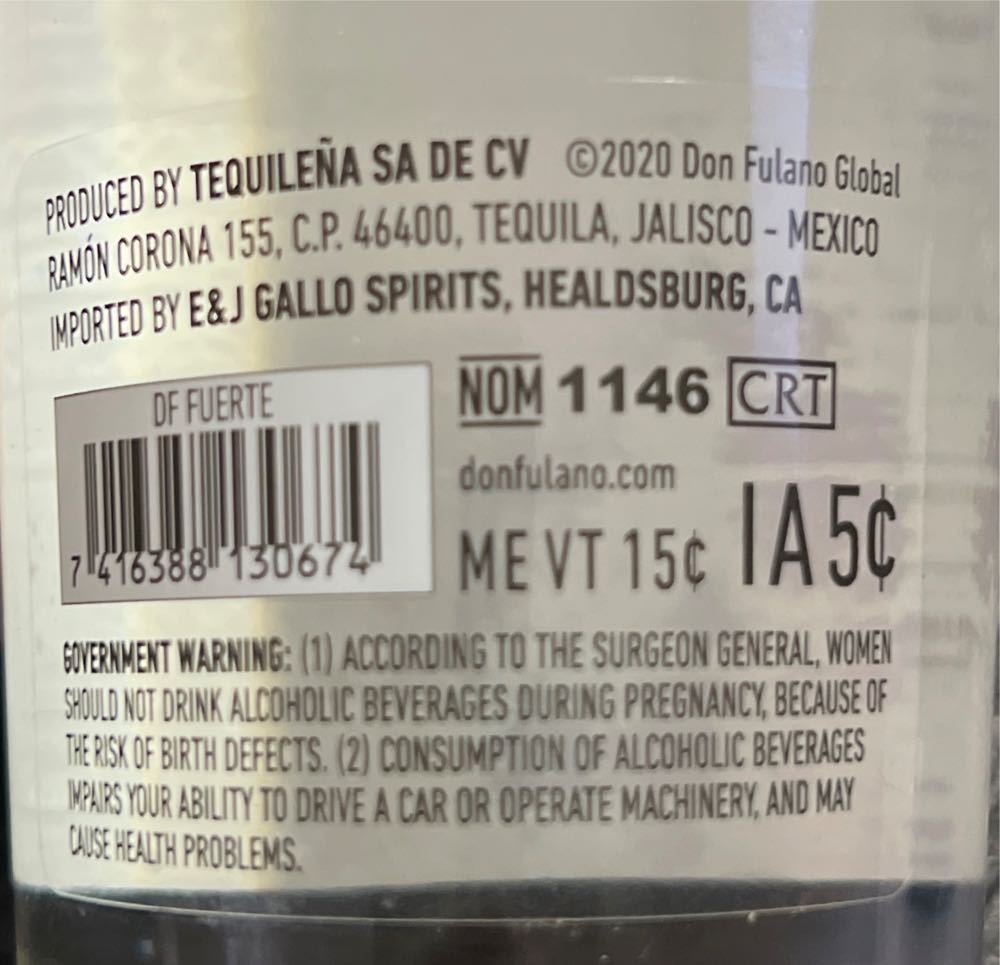 PRODUCED BY TEQUILEÑA SA DE CV ©2020 Don Fulano Global
RAMÓN CORONA 155, C.P. 46400, TEQUILA, JALISCO - MEXICO
IMPORTED BY E&J GALLO SPIRITS, HEALDSBURG, CA
DF FUERTE
7 416388 130674
NOM 1146 CRT
donfulano.com
ME VT 15¢ IA 5¢
GOVERNMENT WARNING: (1) ACCORDING TO THE SURGEON GENERAL, WOMEN
SHOULD NOT DRINK ALCOHOLIC BEVERAGES DURING PREGNANCY, BECAUSE OF
THE RISK OF BIRTH DEFECTS. (2) CONSUMPTION OF ALCOHOLIC BEVERAGES
IMPAIRS YOUR ABILITY TO DRIVE A CAR OR OPERATE MACHINERY, AND MAY
CAUSE HEALTH PROBLEMS.